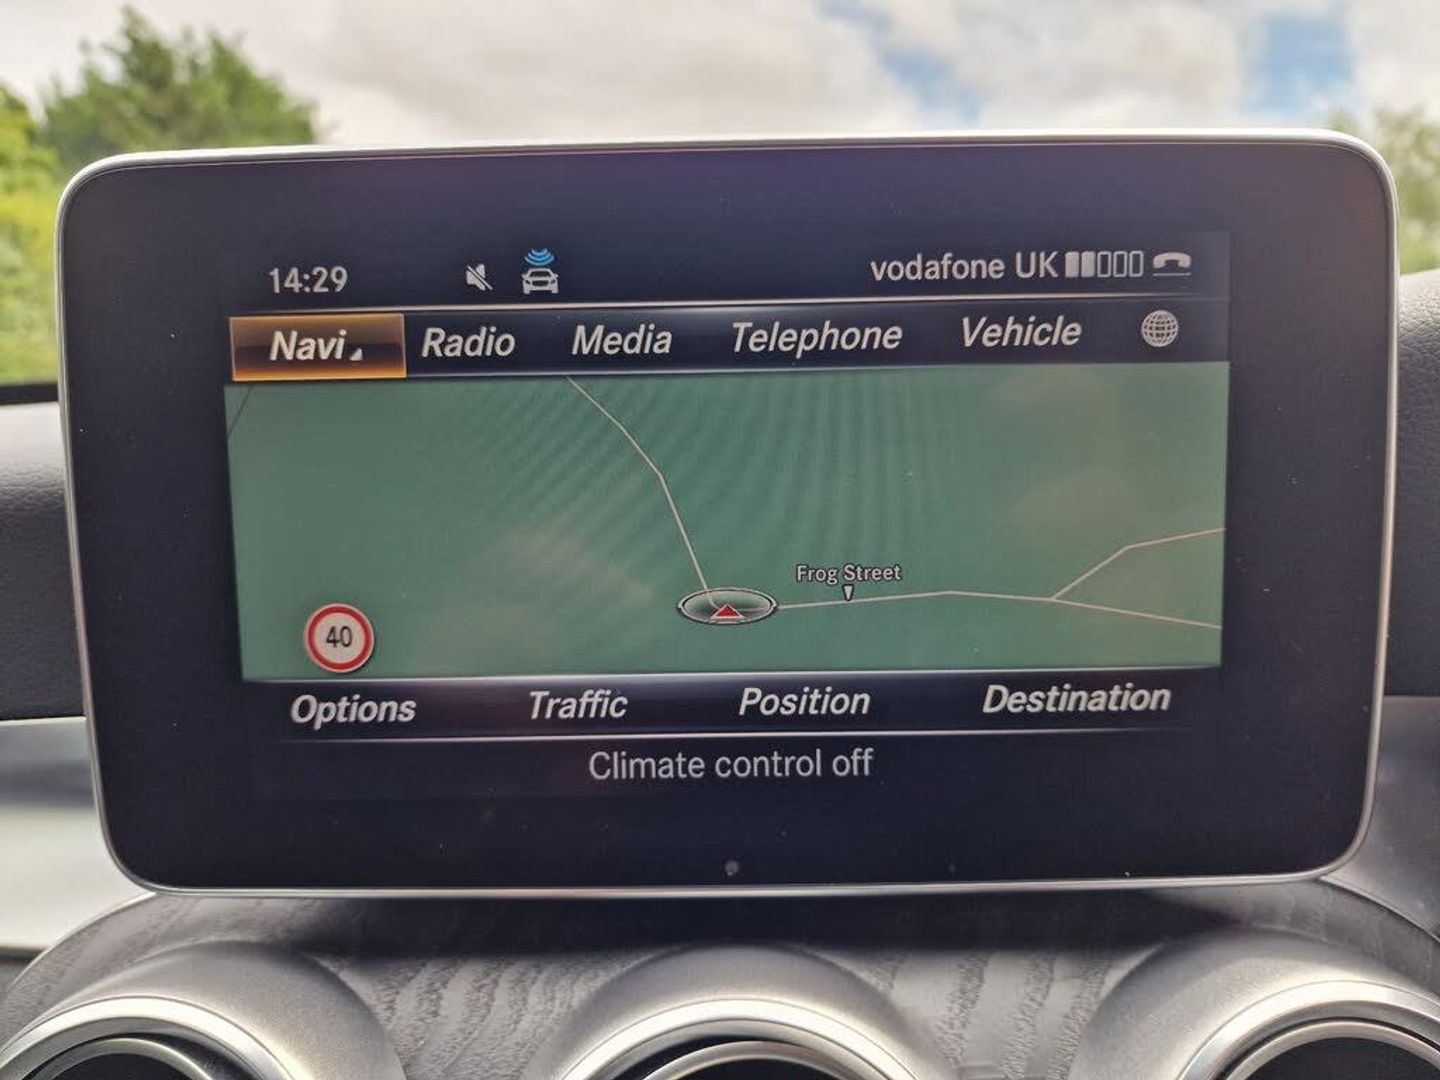 14:29 vodafone UK
Navi Radio Media Telephone Vehicle
Frog Street
40
Options Traffic Position Destination
Climate control off